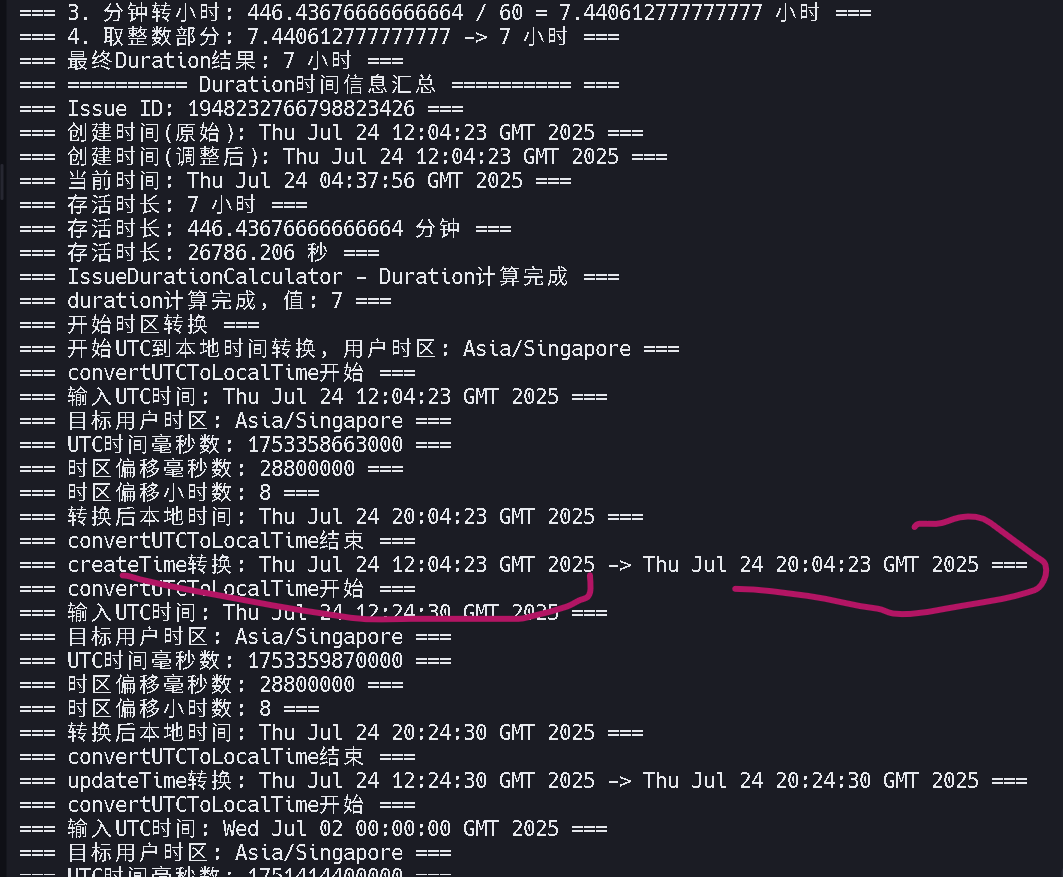 === 3. 分钟转小时: 446.43676666666664 / 60 = 7.440612777777777 小时 ===
=== 4. 取整数部分: 7.440612777777777 -> 7 小时 ===
=== 最终Duration结果: 7 小时 ===
=== ========== Duration时间信息汇总 ========== ===
=== Issue ID: 1948232766798823426 ===
=== 创建时间(原始): Thu Jul 24 12:04:23 GMT 2025 ===
=== 创建时间(调整后): Thu Jul 24 12:04:23 GMT 2025 ===
=== 当前时间: Thu Jul 24 04:37:56 GMT 2025 ===
=== 存活时长: 7 小时 ===
=== 存活时长: 446.43676666666664 分钟 ===
=== 存活时长: 26786.206 秒 ===
=== IssueDurationCalculator - Duration计算完成 ===
=== duration计算完成, 值: 7 ===
=== 开始时区转换 ===
=== 开始UTC到本地时间转换, 用户时区: Asia/Singapore ===
=== convertUTCToLocalTime开始 ===
=== 输入UTC时间: Thu Jul 24 12:04:23 GMT 2025 ===
=== 目标用户时区: Asia/Singapore ===
=== UTC时间毫秒数: 1753358663000 ===
=== 时区偏移毫秒数: 28800000 ===
=== 时区偏移小时数: 8 ===
=== 转换后本地时间: Thu Jul 24 20:04:23 GMT 2025 ===
=== convertUTCToLocalTime结束 ===
=== createTime转换: Thu Jul 24 12:04:23 GMT 2025 -> Thu Jul 24 20:04:23 GMT 2025 ===
=== convertUTCToLocalTime开始 ===
=== 输入UTC时间: Thu Jul 24 12:24:30 GMT 2025 ===
=== 目标用户时区: Asia/Singapore ===
=== UTC时间毫秒数: 1753359870000 ===
=== 时区偏移毫秒数: 28800000 ===
=== 时区偏移小时数: 8 ===
=== 转换后本地时间: Thu Jul 24 20:24:30 GMT 2025 ===
=== convertUTCToLocalTime结束 ===
=== updateTime转换: Thu Jul 24 12:24:30 GMT 2025 -> Thu Jul 24 20:24:30 GMT 2025 ===
=== convertUTCToLocalTime开始 ===
=== 输入UTC时间: Wed Jul 02 00:00:00 GMT 2025 ===
=== 目标用户时区: Asia/Singapore ===
=== UTC时间毫秒数: 1751414400000 ===